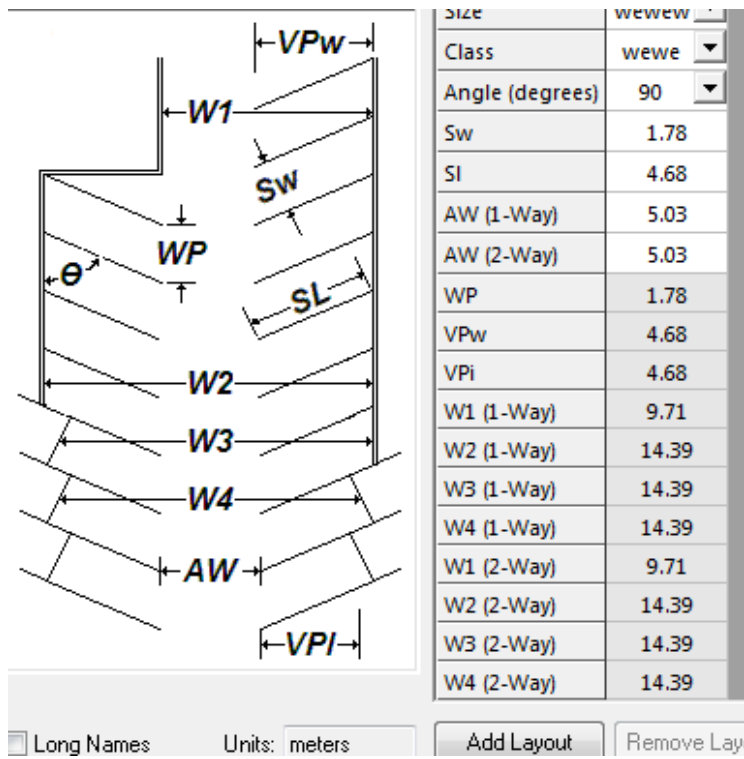 VPw
W1
Sw
WP
θ
SL
W2
W3
W4
AW
VPI
Size wewew
Class wewe
Angle (degrees) 90
Sw 1.78
Sl 4.68
AW (1-Way) 5.03
AW (2-Way) 5.03
WP 1.78
VPw 4.68
VPi 4.68
W1 (1-Way) 9.71
W2 (1-Way) 14.39
W3 (1-Way) 14.39
W4 (1-Way) 14.39
W1 (2-Way) 9.71
W2 (2-Way) 14.39
W3 (2-Way) 14.39
W4 (2-Way) 14.39
Long Names Units: meters Add Layout Remove Lay